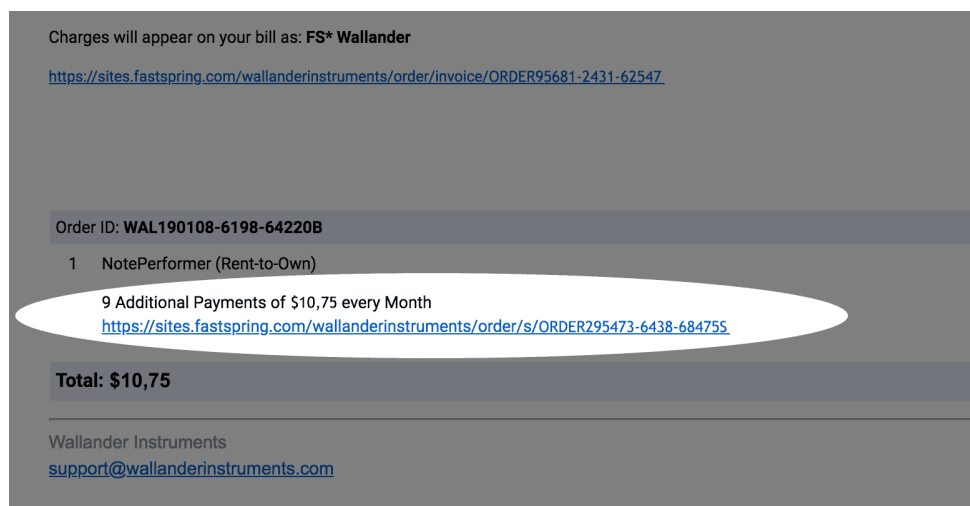 Charges will appear on your bill as: FS* Wallander
https://sites.fastspring.com/wallanderinstruments/order/invoice/ORDER95681-2431-62547
Order ID: WAL190108-6198-64220B
1 NotePerformer (Rent-to-Own)
9 Additional Payments of $10,75 every Month
https://sites.fastspring.com/wallanderinstruments/order/s/ORDER295473-6438-68475S
Total: $10,75
Wallander Instruments
support@wallanderinstruments.com